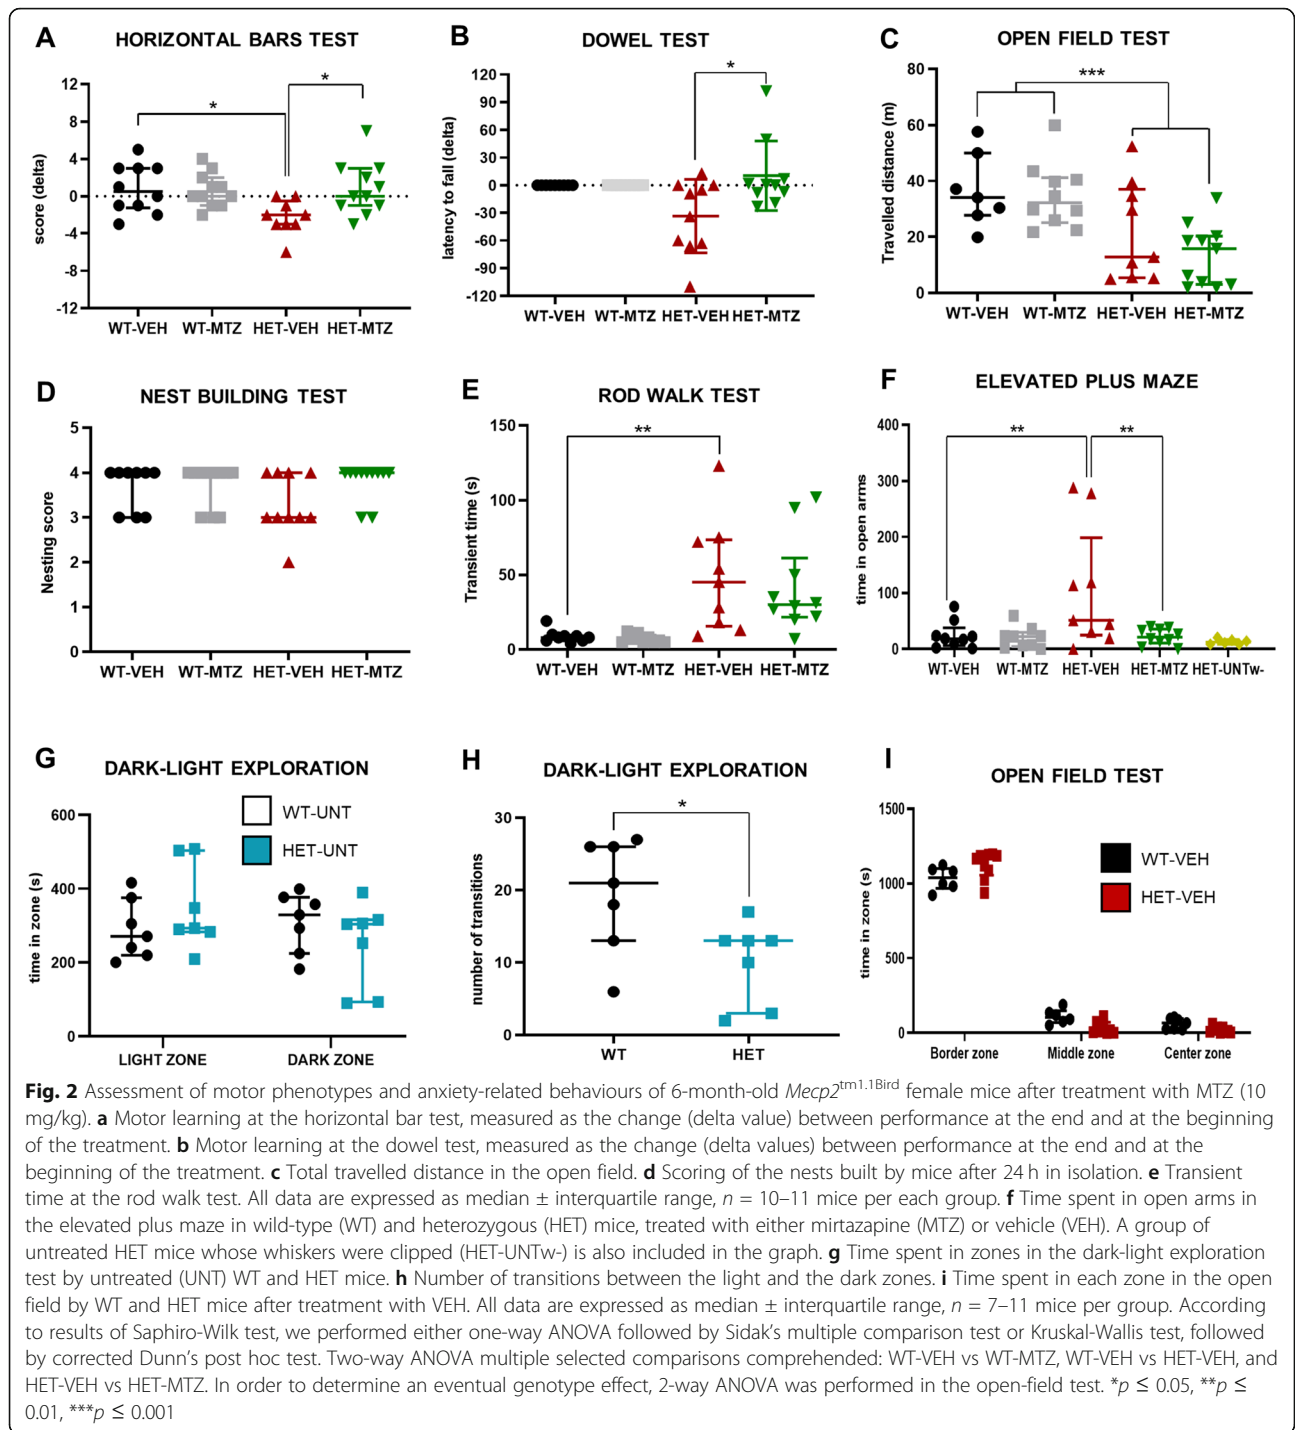 A
HORIZONTAL BARS TEST
score (delta)
12
8
4
0
-4
-8
-12
*
*
WT-VEH WT-MTZ HET-VEH HET-MTZ
B
DOWEL TEST
latency to fall (delta)
120
90
60
30
0
-30
-60
-90
-120
*
WT-VEH WT-MTZ HET-VEH HET-MTZ
C
OPEN FIELD TEST
Travelled distance (m)
80
60
40
20
0
***
WT-VEH WT-MTZ HET-VEH HET-MTZ
D
NEST BUILDING TEST
Nesting score
5
4
3
2
1
0
WT-VEH WT-MTZ HET-VEH HET-MTZ
E
ROD WALK TEST
Transient time (s)
150
100
50
0
**
WT-VEH WT-MTZ HET-VEH HET-MTZ
F
ELEVATED PLUS MAZE
time in open arms
400
300
200
100
0
**
**
WT-VEH WT-MTZ HET-VEH HET-MTZ HET-UNTw-
G
DARK-LIGHT EXPLORATION
time in zone (s)
600
400
200
0
WT-UNT
HET-UNT
LIGHT ZONE DARK ZONE
H
DARK-LIGHT EXPLORATION
number of transitions
30
20
10
0
*
WT HET
I
OPEN FIELD TEST
time in zone (s)
1500
1000
500
0
WT-VEH
HET-VEH
Border zone Middle zone Center zone
Fig. 2 Assessment of motor phenotypes and anxiety-related behaviours of 6-month-old Mecp2tm1.1Bird female mice after treatment with MTZ (10
mg/kg). a Motor learning at the horizontal bar test, measured as the change (delta value) between performance at the end and at the beginning
of the treatment. b Motor learning at the dowel test, measured as the change (delta values) between performance at the end and at the
beginning of the treatment. c Total travelled distance in the open field. d Scoring of the nests built by mice after 24 h in isolation. e Transient
time at the rod walk test. All data are expressed as median ± interquartile range, n = 10–11 mice per each group. f Time spent in open arms in
the elevated plus maze in wild-type (WT) and heterozygous (HET) mice, treated with either mirtazapine (MTZ) or vehicle (VEH). A group of
untreated HET mice whose whiskers were clipped (HET-UNTw-) is also included in the graph. g Time spent in zones in the dark-light exploration
test by untreated (UNT) WT and HET mice. h Number of transitions between the light and the dark zones. i Time spent in each zone in the open
field by WT and HET mice after treatment with VEH. All data are expressed as median ± interquartile range, n = 7–11 mice per group. According
to results of Saphiro-Wilk test, we performed either one-way ANOVA followed by Sidak's multiple comparison test or Kruskal-Wallis test, followed
by corrected Dunn's post hoc test. Two-way ANOVA multiple selected comparisons comprehended: WT-VEH vs WT-MTZ, WT-VEH vs HET-VEH, and
HET-VEH vs HET-MTZ. In order to determine an eventual genotype effect, 2-way ANOVA was performed in the open-field test. *p ≤ 0.05, **p ≤
0.01, ***p ≤ 0.001